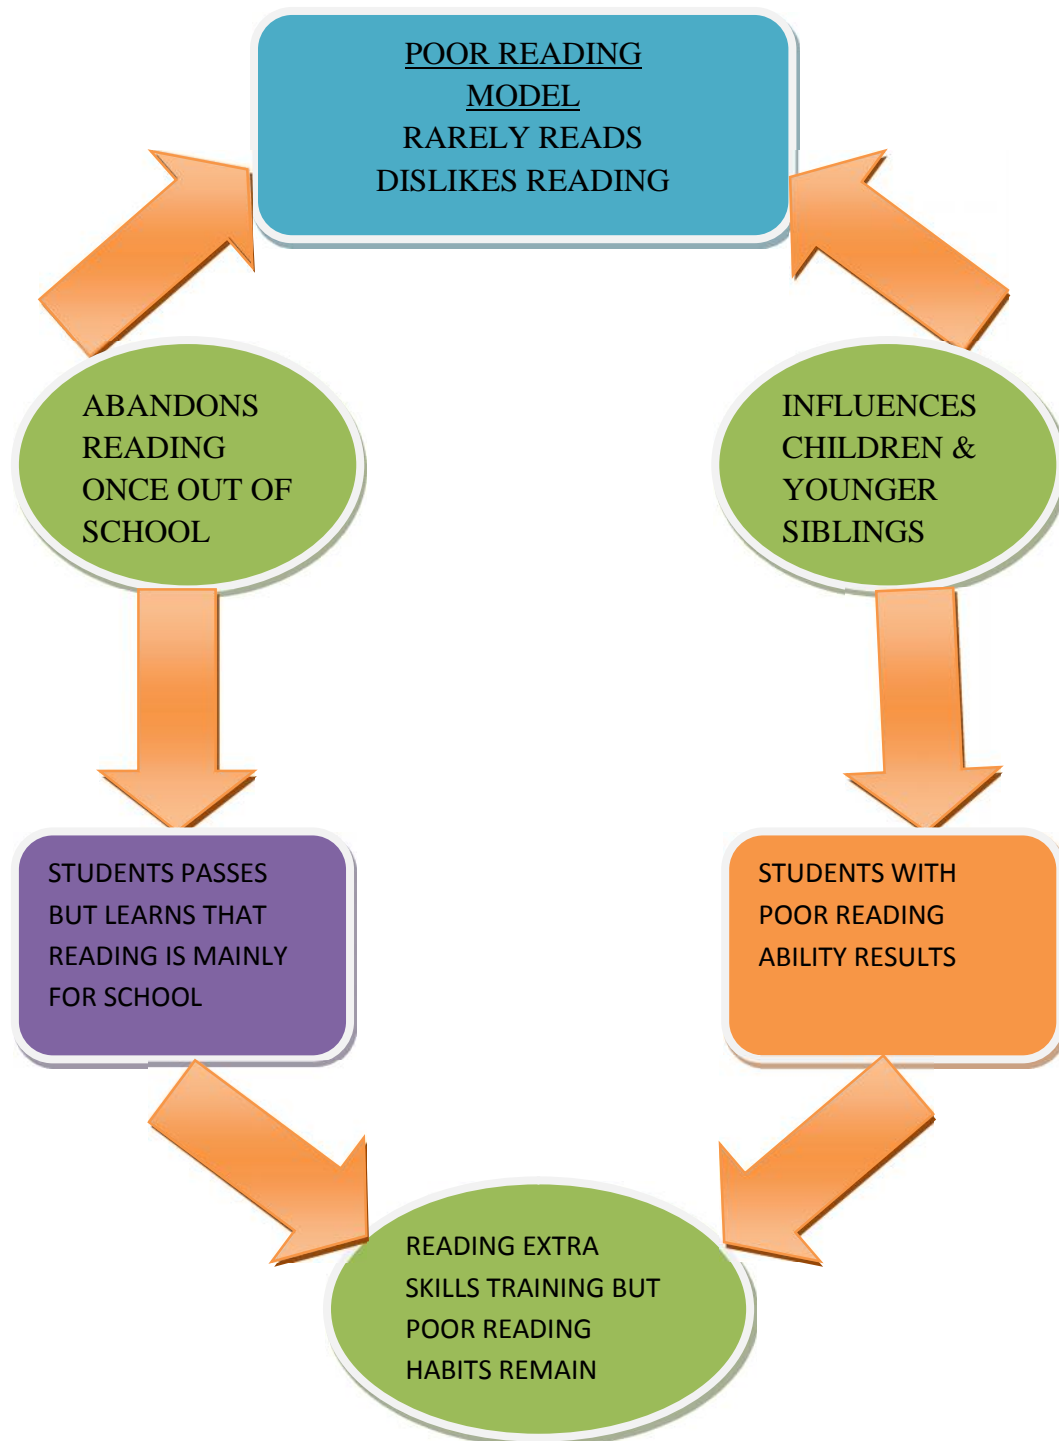 POOR READING
MODEL
RARELY READS
DISLIKES READING
ABANDONS
READING
ONCE OUT OF
SCHOOL
INFLUENCES
CHILDREN &
YOUNGER
SIBLINGS
STUDENTS PASSES
BUT LEARNS THAT
READING IS MAINLY
FOR SCHOOL
STUDENTS WITH
POOR READING
ABILITY RESULTS
READING EXTRA
SKILLS TRAINING BUT
POOR READING
HABITS REMAIN